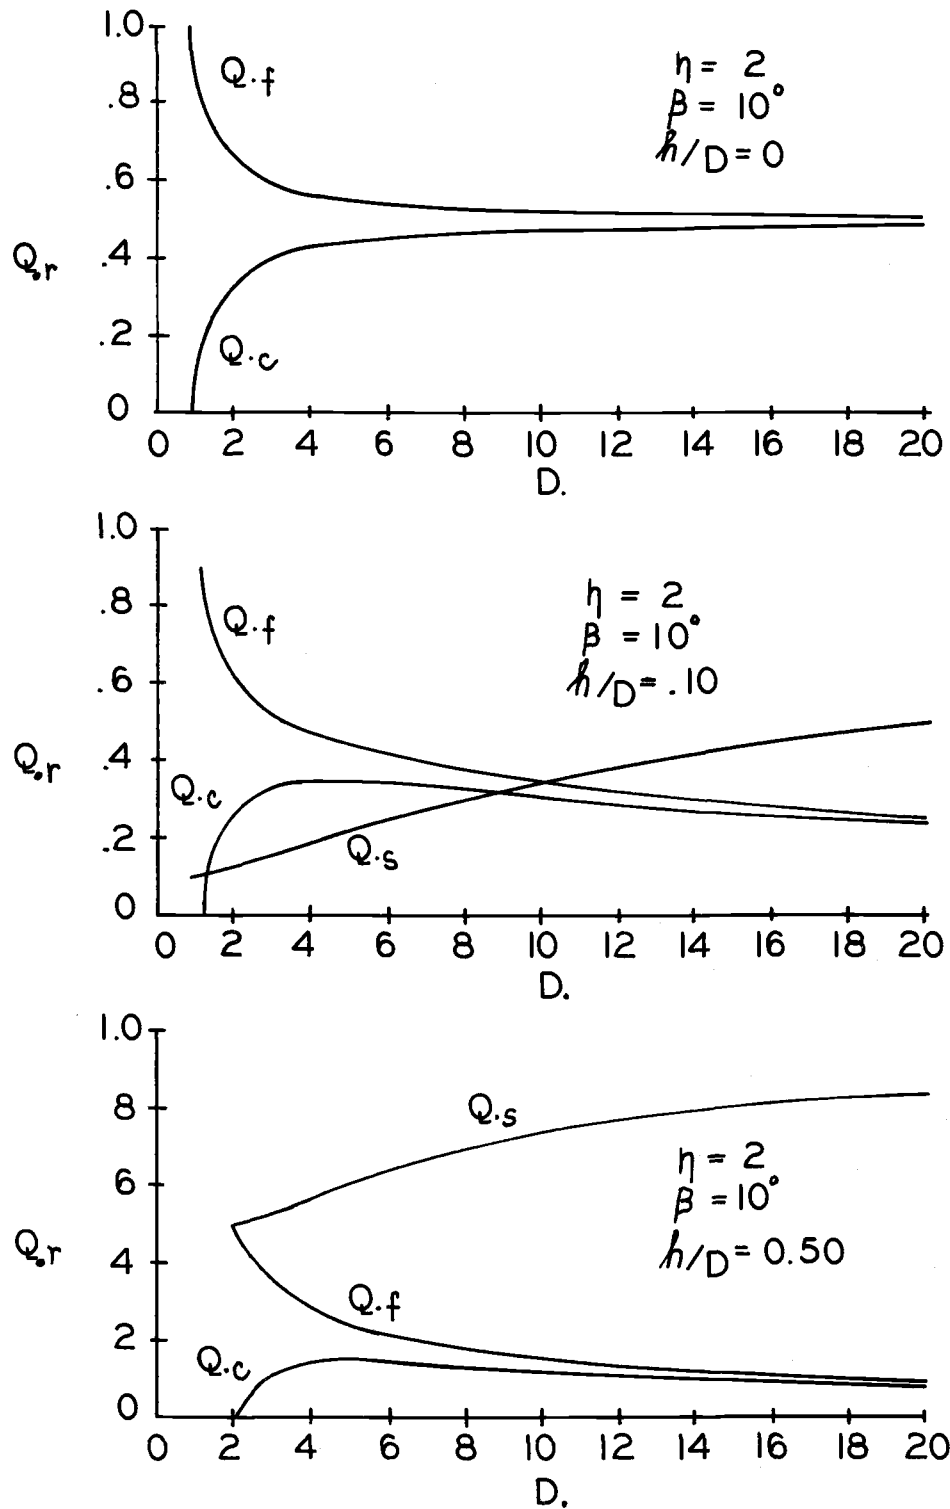 1.0
Q.f
η = 2
.8
β = 10°
h/D = 0
.6
Q.r
.4
.2
Q.c
0
0 2 4 6 8 10 12 14 16 18 20
D.
1.0
.8
Q.f
η = 2
β = 10°
.6
h/D = .10
Q.r
.4
Q.c
.2
Q.s
0
0 2 4 6 8 10 12 14 16 18 20
D.
1.0
8
Q.s
η = 2
6
β = 10°
Q.r
h/D = 0.50
4
Q.f
2
Q.c
0
0 2 4 6 8 10 12 14 16 18 20
D.